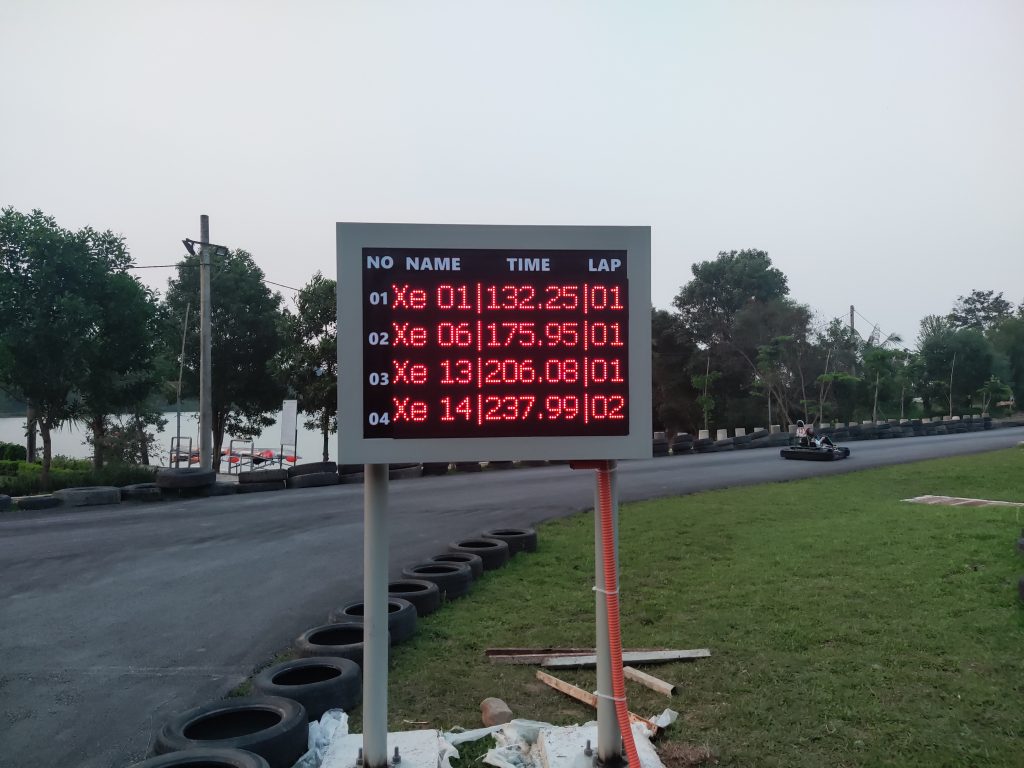 NO NAME TIME LAP
01 Xe 01|132.25|01
02 Xe 06|175.95|01
03 Xe 13|206.08|01
04 Xe 14|237.99|02